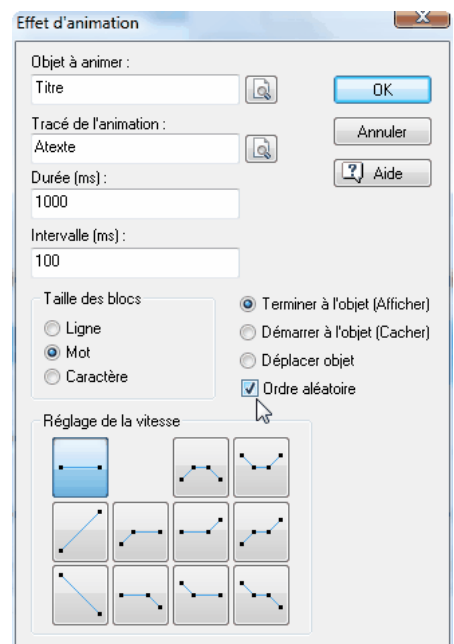 Effet d'animation
Objet à animer :
Titre
OK
Tracé de l'animation :
Annuler
Atexte
Aide
Durée (ms) :
1000
Intervalle (ms) :
100
Taille des blocs
Terminer à l'objet (Afficher)
Ligne
Démarrer à l'objet (Cacher)
Mot
Déplacer objet
Caractère
Ordre aléatoire
Réglage de la vitesse